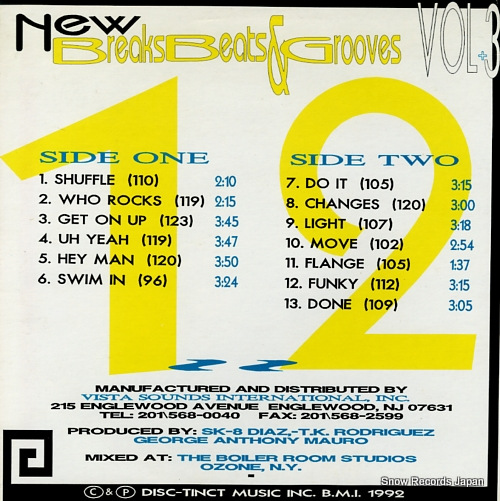 New BreaksBeats&Grooves VOL.3
SIDE ONE
1. SHUFFLE (110) 2:10
2. WHO ROCKS (119) 2:15
3. GET ON UP (123) 3:45
4. UH YEAH (119) 3:47
5. HEY MAN (120) 3:50
6. SWIM IN (96) 3:24
SIDE TWO
7. DO IT (105) 3:15
8. CHANGES (120) 3:00
9. LIGHT (107) 3:18
10. MOVE (102) 2:54
11. FLANGE (105) 1:37
12. FUNKY (112) 3:15
13. DONE (109) 3:05
1 2
MANUFACTURED AND DISTRIBUTED BY
VISTA SOUNDS INTERNATIONAL, INC.
215 ENGLEWOOD AVENUE ENGLEWOOD, NJ 07631
TEL: 201\568-0040 FAX: 201\568-2599
PRODUCED BY: SK-8 DIAZ,-T.K. RODRIGUEZ
GEORGE ANTHONY MAURO
MIXED AT: THE BOILER ROOM STUDIOS
OZONE, N.Y.
© & ℗ DISC-TINCT MUSIC INC. B.M.I. 1992
Snow Records Japan